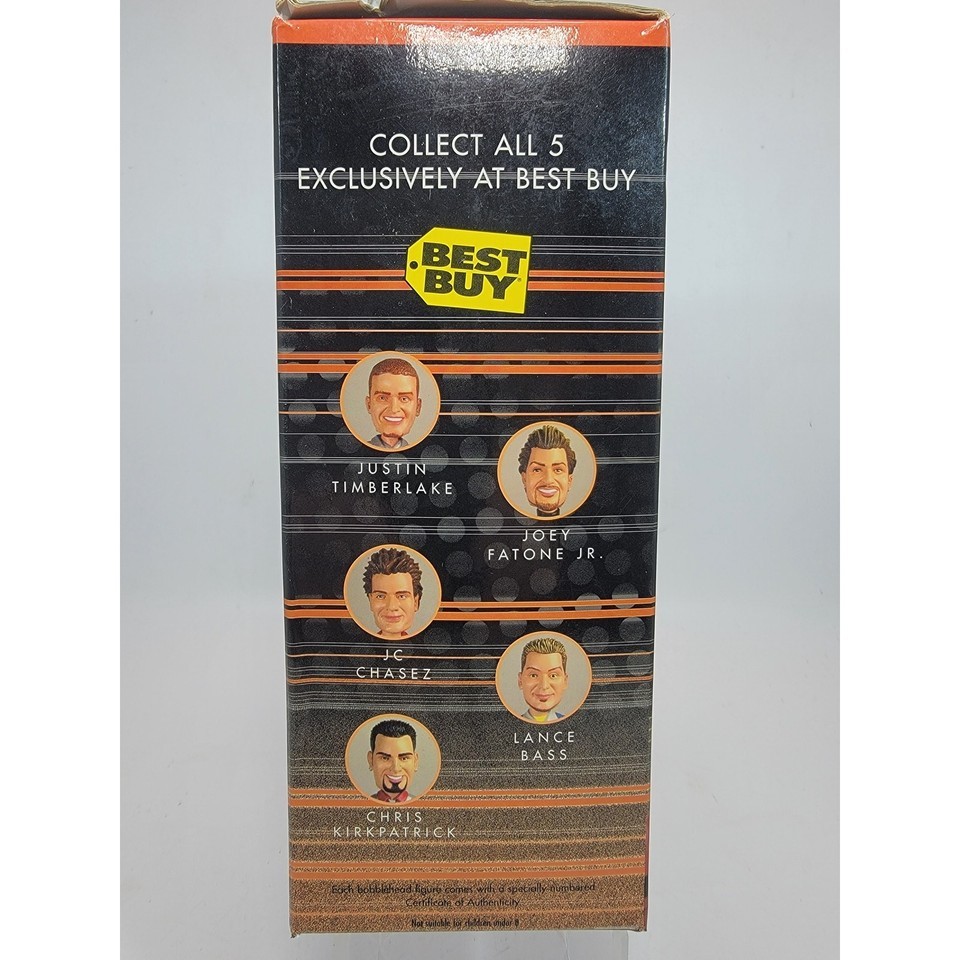 COLLECT ALL 5
EXCLUSIVELY AT BEST BUY
BEST
BUY
JUSTIN
TIMBERLAKE
JOEY
FATONE JR.
JC
CHASEZ
LANCE
BASS
CHRIS
KIRKPATRICK
Each bobblehead figure comes with a specially numbered
Certificate of Authenticity
Not suitable for children under 8